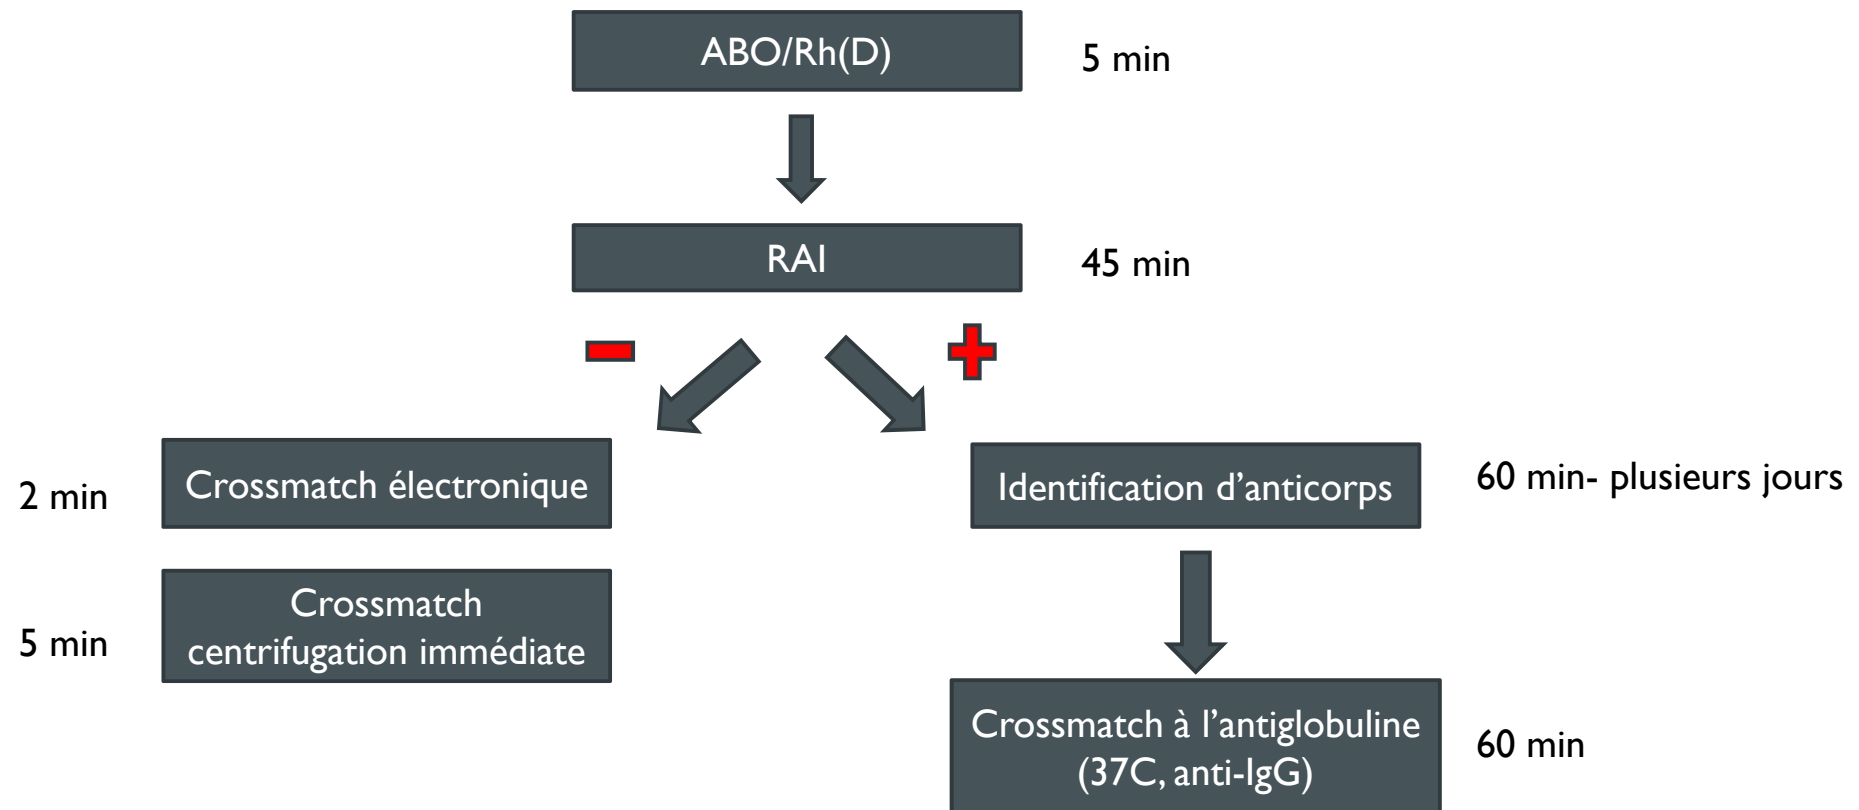 ABO/Rh(D)
5 min
RAI
45 min
2 min
Crossmatch électronique
5 min
Crossmatch
centrifugation immédiate
Identification d'anticorps
60 min- plusieurs jours
Crossmatch à l'antiglobuline
(37C, anti-IgG)
60 min